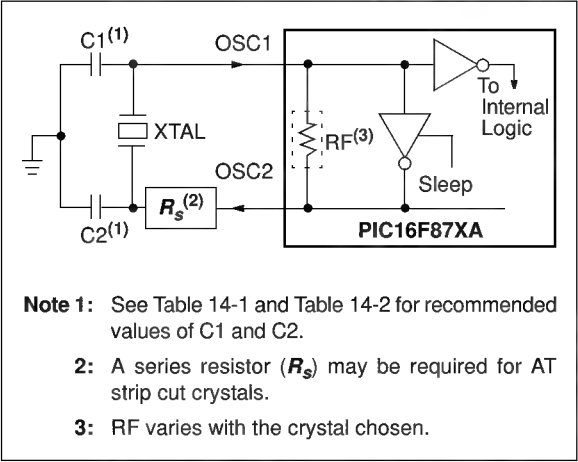 C1(1)
OSC1
To
Internal
Logic
XTAL
RF(3)
OSC2
Sleep
Rs(2)
C2(1)
PIC16F87XA
Note 1: See Table 14-1 and Table 14-2 for recommended
values of C1 and C2.
2: A series resistor (Rs) may be required for AT
strip cut crystals.
3: RF varies with the crystal chosen.